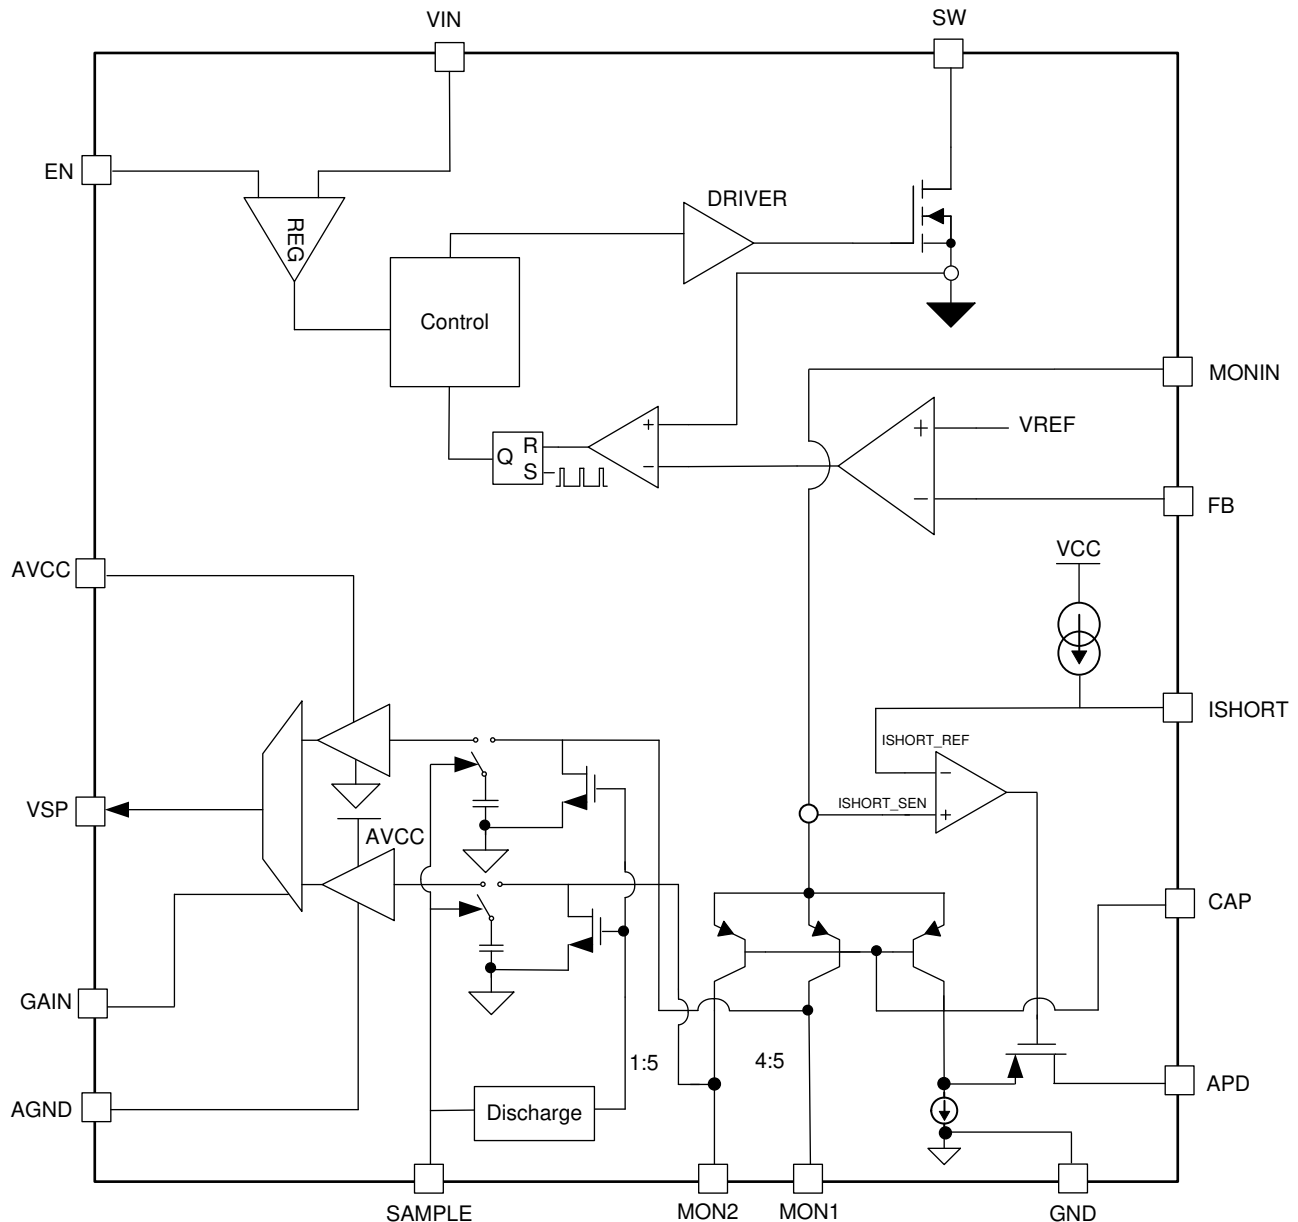 VIN
SW
EN
REG
DRIVER
Control
MONIN
+
VREF
+
R
Q
S
−
−
FB
VCC
AVCC
ISHORT
ISHORT_REF
−
ISHORT_SEN
+
VSP
AVCC
CAP
GAIN
1:5
4:5
APD
AGND
Discharge
SAMPLE
MON2
MON1
GND